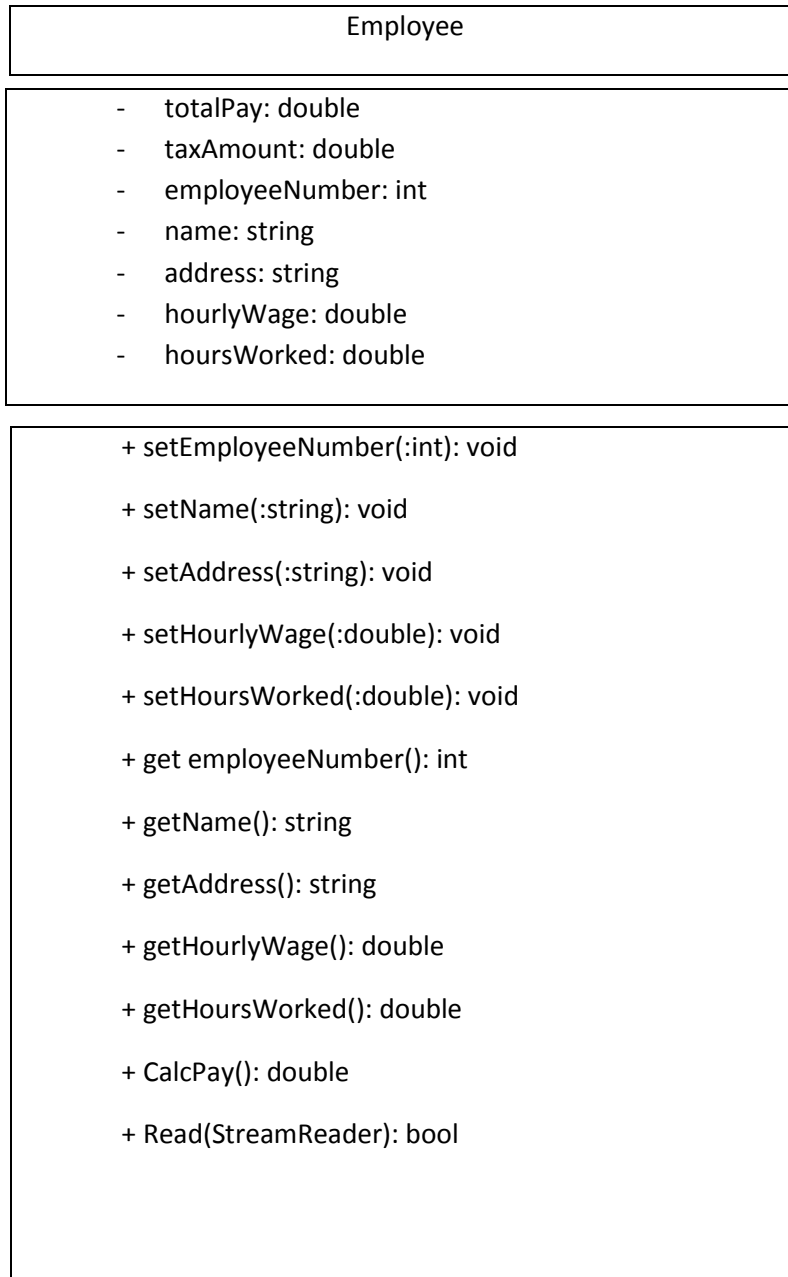 Employee
- totalPay: double
- taxAmount: double
- employeeNumber: int
- name: string
- address: string
- hourlyWage: double
- hoursWorked: double
+ setEmployeeNumber(:int): void
+ setName(:string): void
+ setAddress(:string): void
+ setHourlyWage(:double): void
+ setHoursWorked(:double): void
+ get employeeNumber(): int
+ getName(): string
+ getAddress(): string
+ getHourlyWage(): double
+ getHoursWorked(): double
+ CalcPay(): double
+ Read(StreamReader): bool